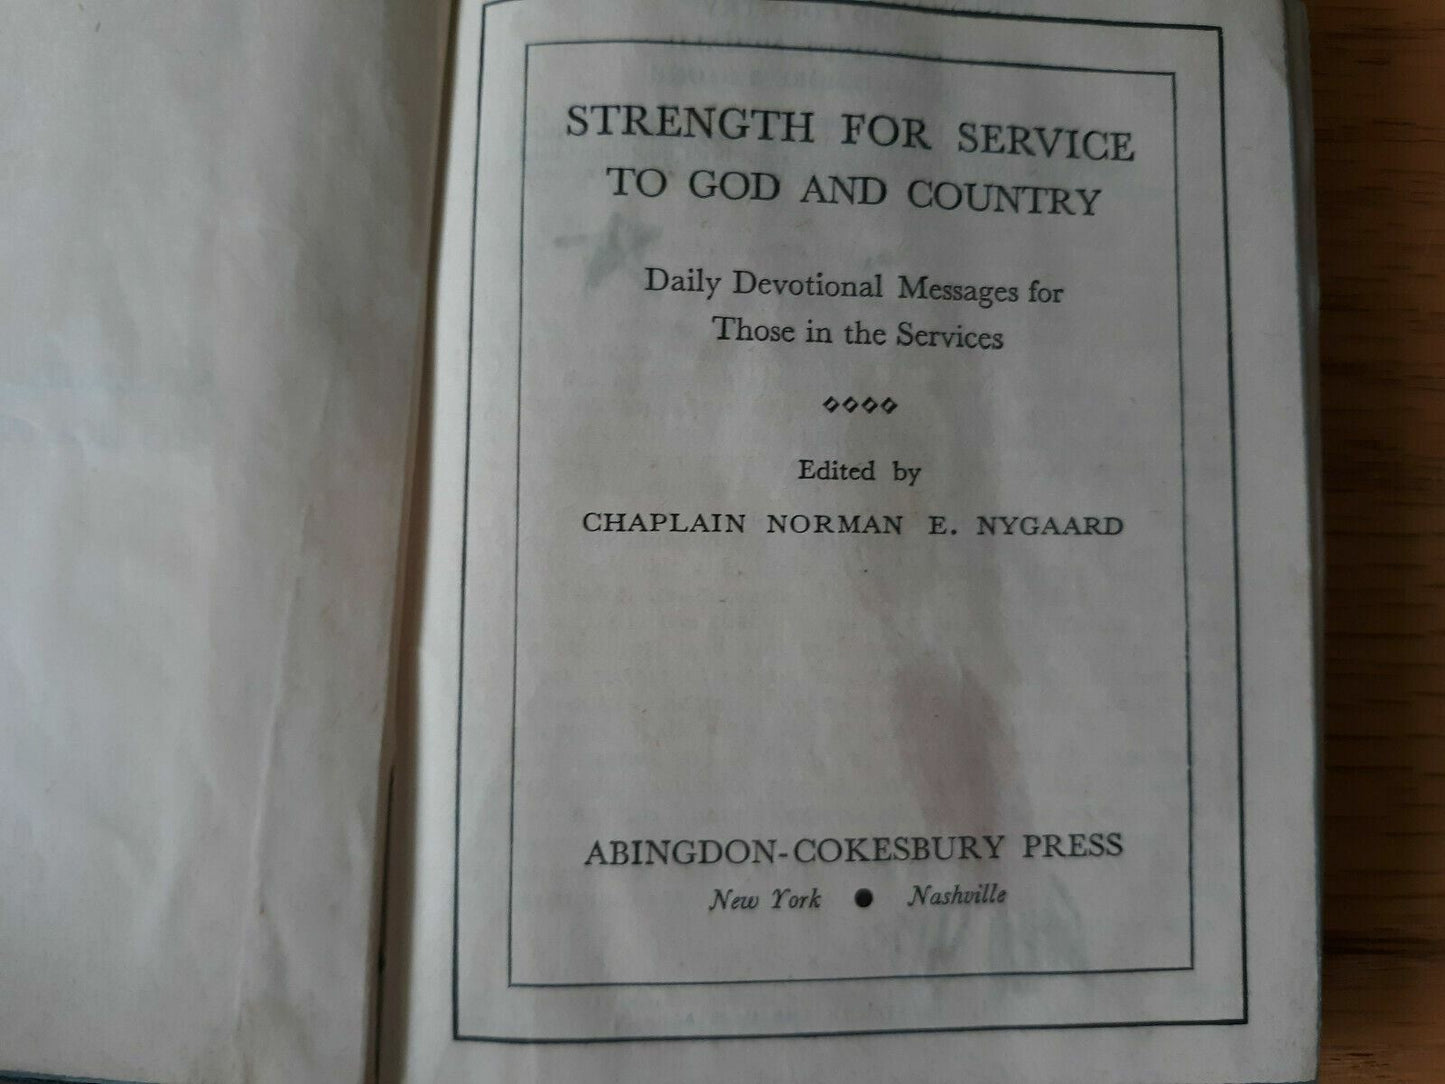 STRENGTH FOR SERVICE
TO GOD AND COUNTRY
Daily Devotional Messages for
Those in the Services
Edited by
CHAPLAIN NORMAN E. NYGAARD
ABINGDON-COKESBURY PRESS
New York ● Nashville